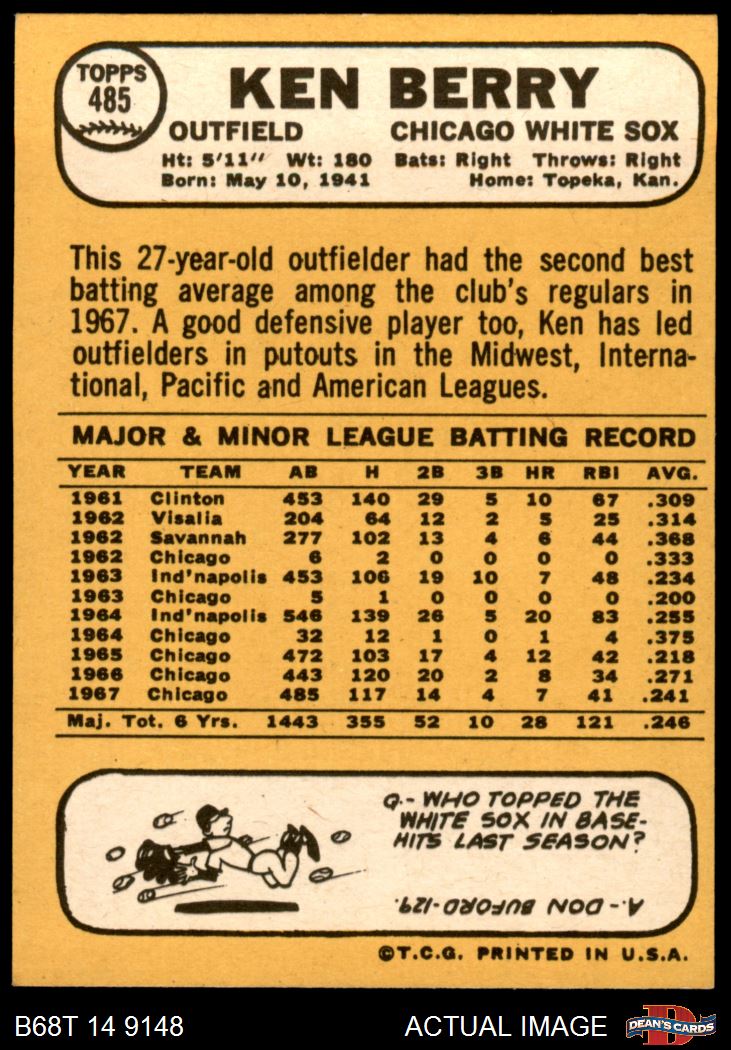 TOPPS
485
KEN BERRY
OUTFIELD CHICAGO WHITE SOX
Ht: 5'11" Wt: 180 Bats: Right Throws: Right
Born: May 10, 1941 Home: Topeka, Kan.
This 27-year-old outfielder had the second best
batting average among the club's regulars in
1967. A good defensive player too, Ken has led
outfielders in putouts in the Midwest, Interna-
tional, Pacific and American Leagues.
MAJOR & MINOR LEAGUE BATTING RECORD
YEAR TEAM AB H 2B 3B HR RBI AVG.
1961 Clinton 453 140 29 5 10 67 .309
1962 Visalia 204 64 12 2 5 25 .314
1962 Savannah 277 102 13 4 6 44 .368
1962 Chicago 6 2 0 0 0 0 .333
1963 Ind'napolis 453 106 19 10 7 48 .234
1963 Chicago 5 1 0 0 0 0 .200
1964 Ind'napolis 546 139 26 5 20 83 .255
1964 Chicago 32 12 1 0 1 4 .375
1965 Chicago 472 103 17 4 12 42 .218
1966 Chicago 443 120 20 2 8 34 .271
1967 Chicago 485 117 14 4 7 41 .241
Maj. Tot. 6 Yrs. 1443 355 52 10 28 121 .246
Q.- WHO TOPPED THE
WHITE SOX IN BASE-
HITS LAST SEASON?
A.- DON BUFORD-129.
©T.C.G. PRINTED IN U.S.A.
B68T 14 9148 ACTUAL IMAGE D DEAN'S CARDS